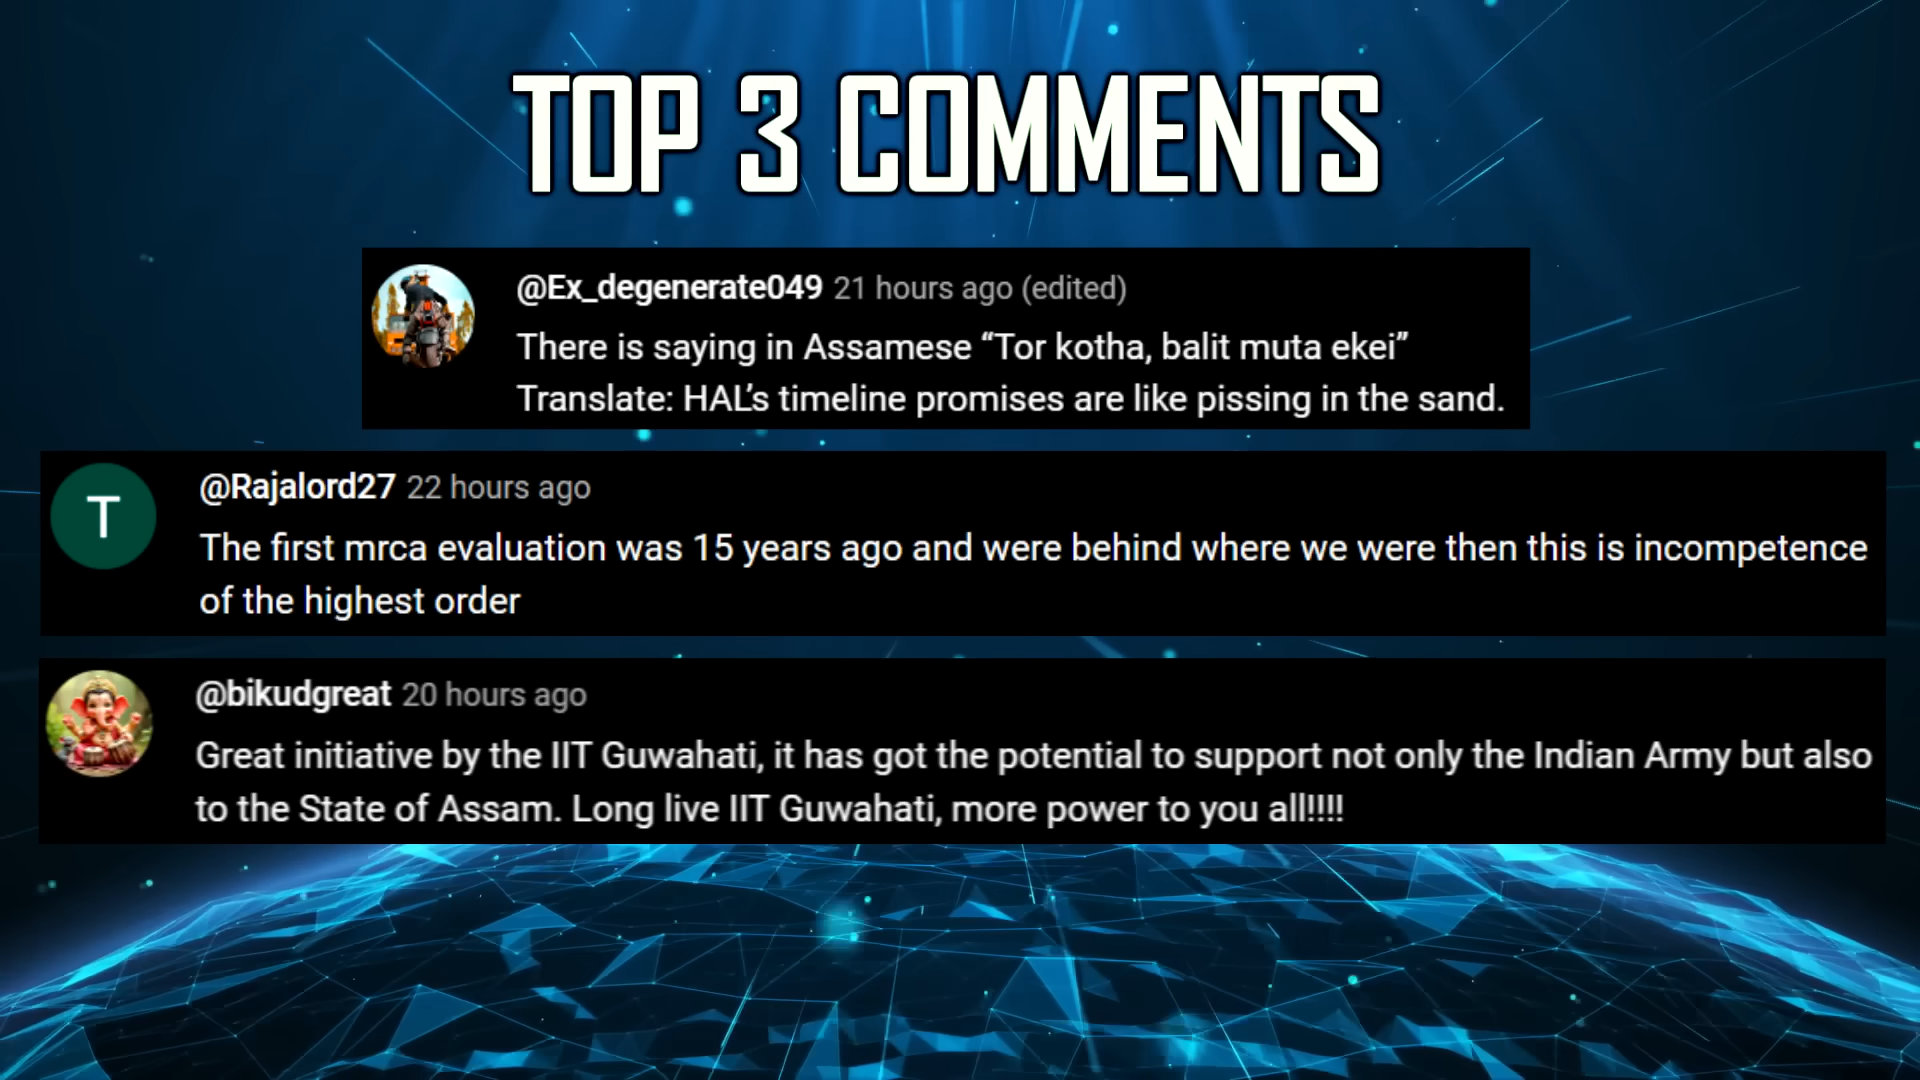 TOP 3 COMMENTS
@Ex_degenerate049 21 hours ago (edited)
There is saying in Assamese “Tor kotha, balit muta ekei”
Translate: HAL’s timeline promises are like pissing in the sand.
T
@Rajalord27 22 hours ago
The first mrca evaluation was 15 years ago and were behind where we were then this is incompetence
of the highest order
@bikudgreat 20 hours ago
Great initiative by the IIT Guwahati, it has got the potential to support not only the Indian Army but also
to the State of Assam. Long live IIT Guwahati, more power to you all!!!!